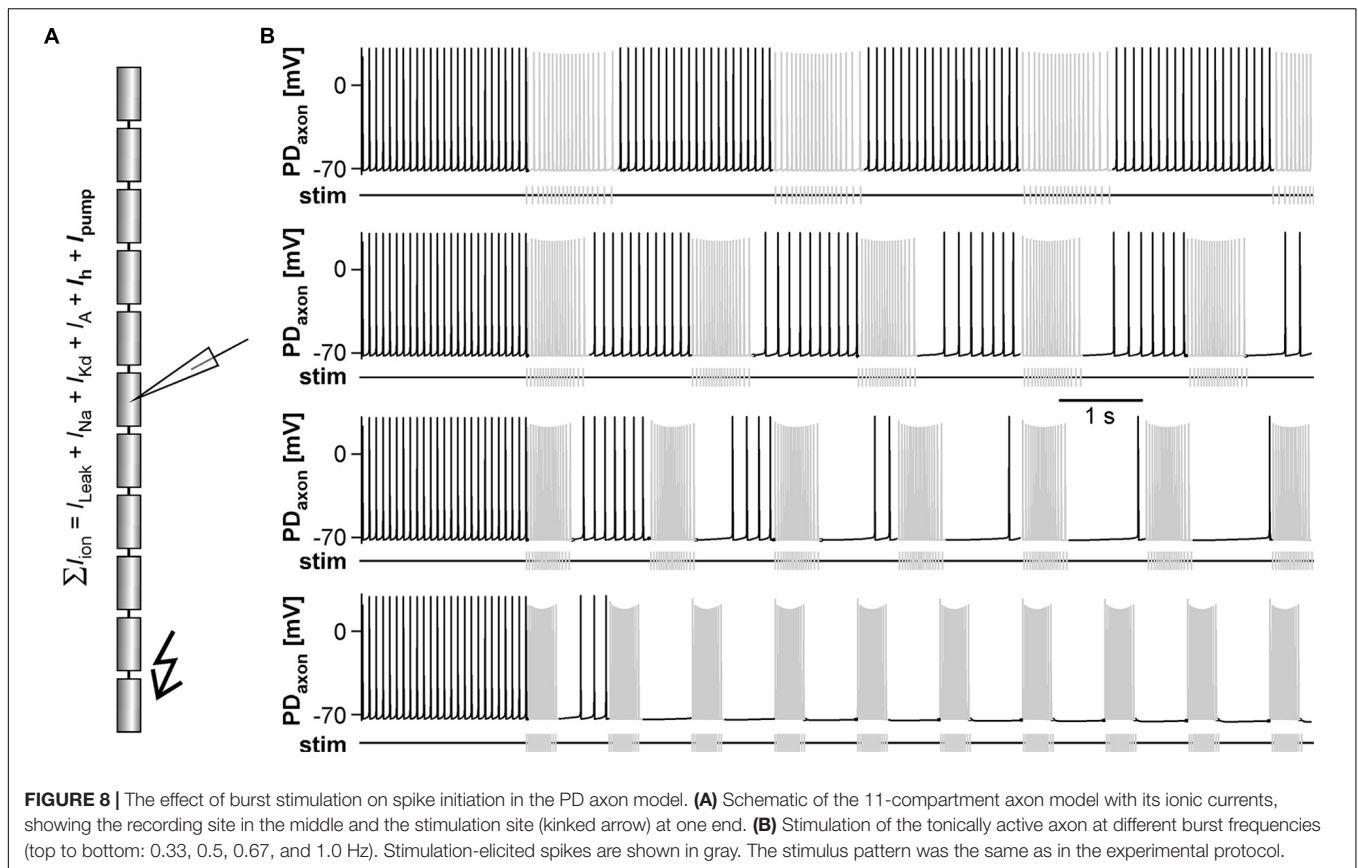 A
B
∑I_ion = I_Leak + I_Na + I_Kd + I_A + I_h + I_pump
PD_axon [mV]
0
-70
stim
PD_axon [mV]
0
-70
stim
1 s
PD_axon [mV]
0
-70
stim
PD_axon [mV]
0
-70
stim
FIGURE 8 | The effect of burst stimulation on spike initiation in the PD axon model. (A) Schematic of the 11-compartment axon model with its ionic currents,
showing the recording site in the middle and the stimulation site (kinked arrow) at one end. (B) Stimulation of the tonically active axon at different burst frequencies
(top to bottom: 0.33, 0.5, 0.67, and 1.0 Hz). Stimulation-elicited spikes are shown in gray. The stimulus pattern was the same as in the experimental protocol.